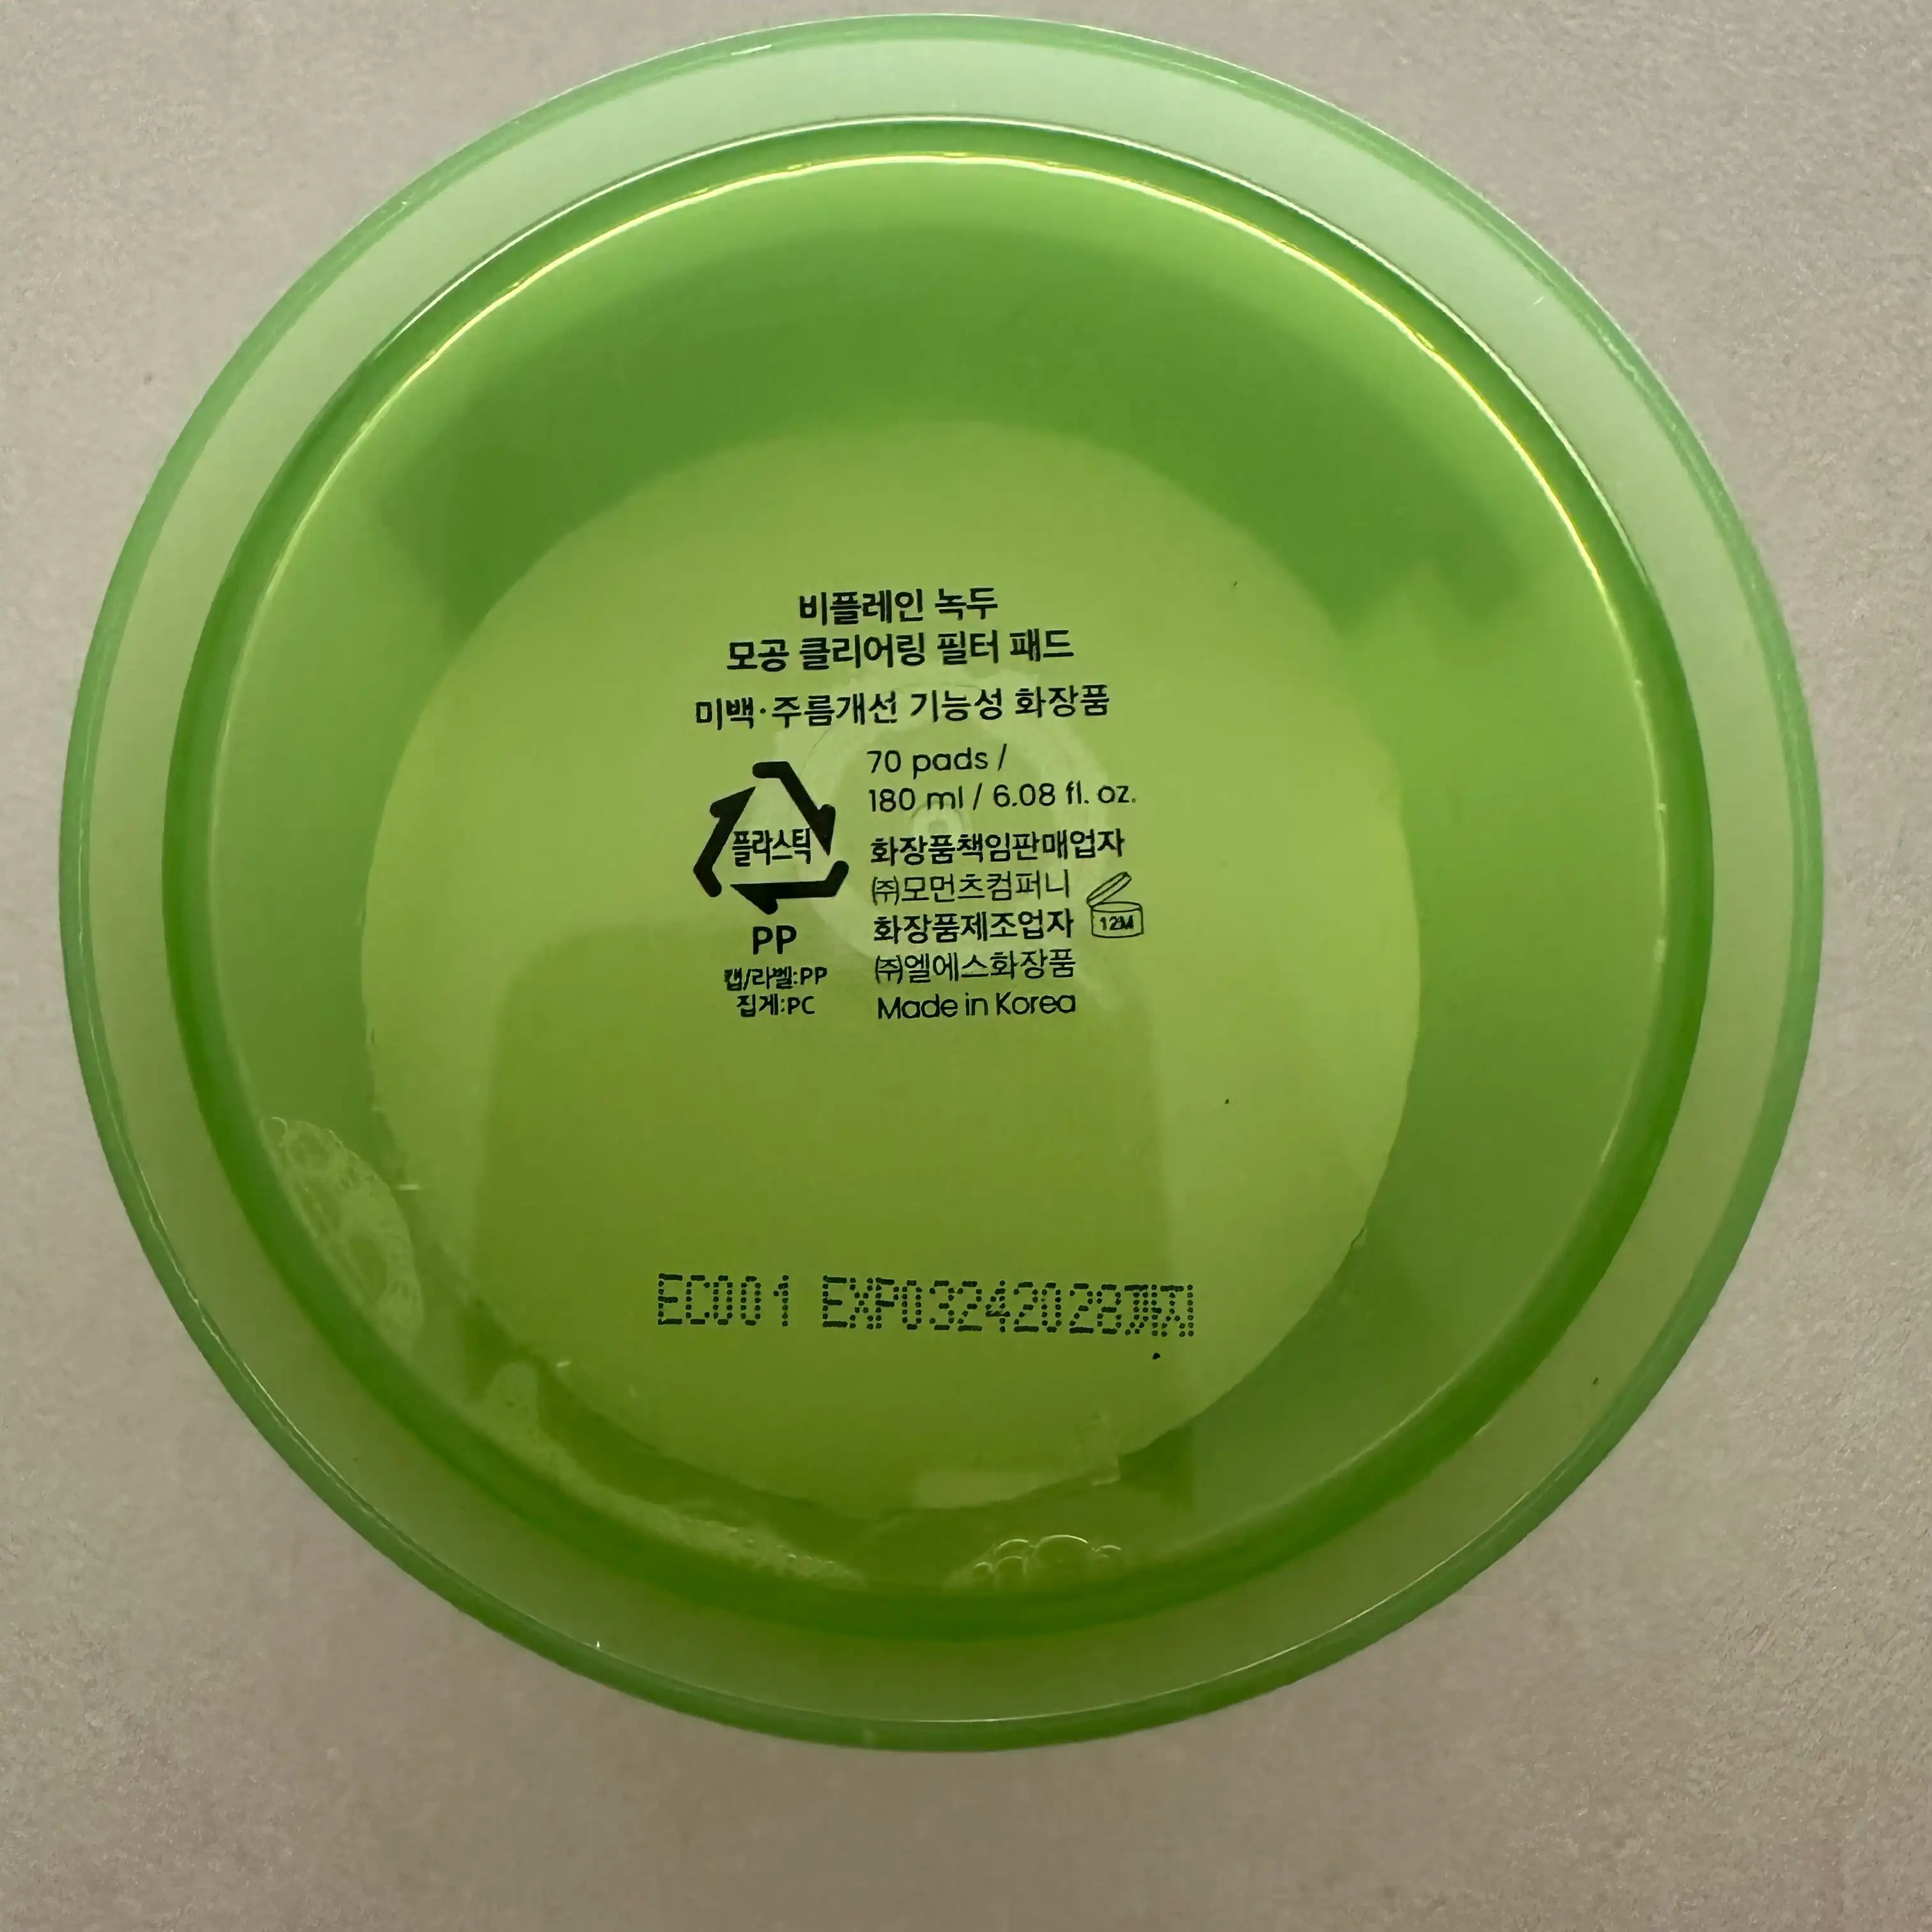 비플레인 녹두
모공 클리어링 필터 패드
미백·주름개선 기능성 화장품
플라스틱
PP
캡/라벨:PP
집게:PC
70 pads /
180 ml / 6.08 fl. oz.
화장품책임판매업자
㈜모먼츠컴퍼니
화장품제조업자
㈜엘에스화장품
Made in Korea
12M
EC001 EXP03242028까지